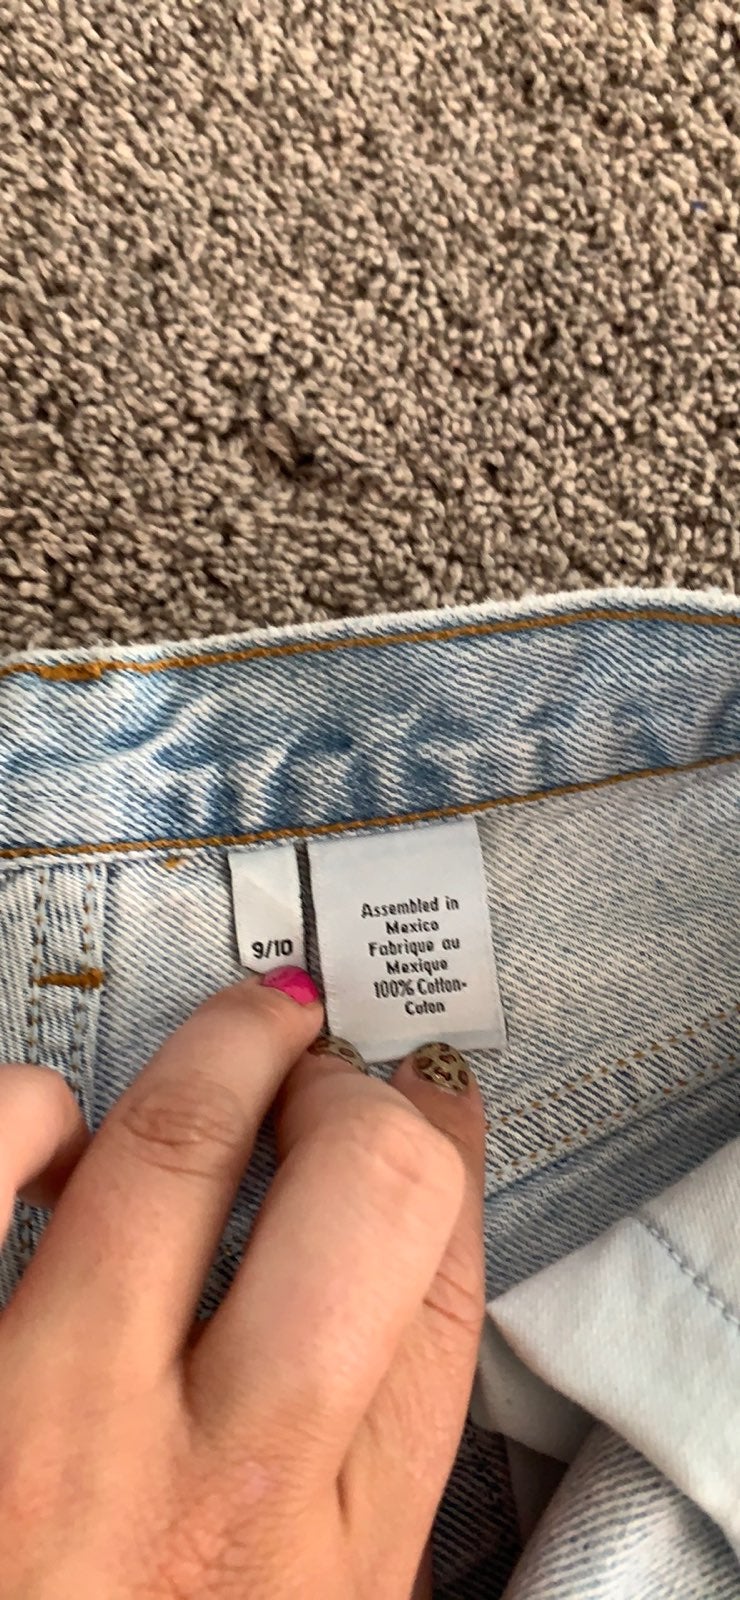 9/10
Assembled in
Mexico
Fabrique au
Mexique
100% Cotton-
Coton